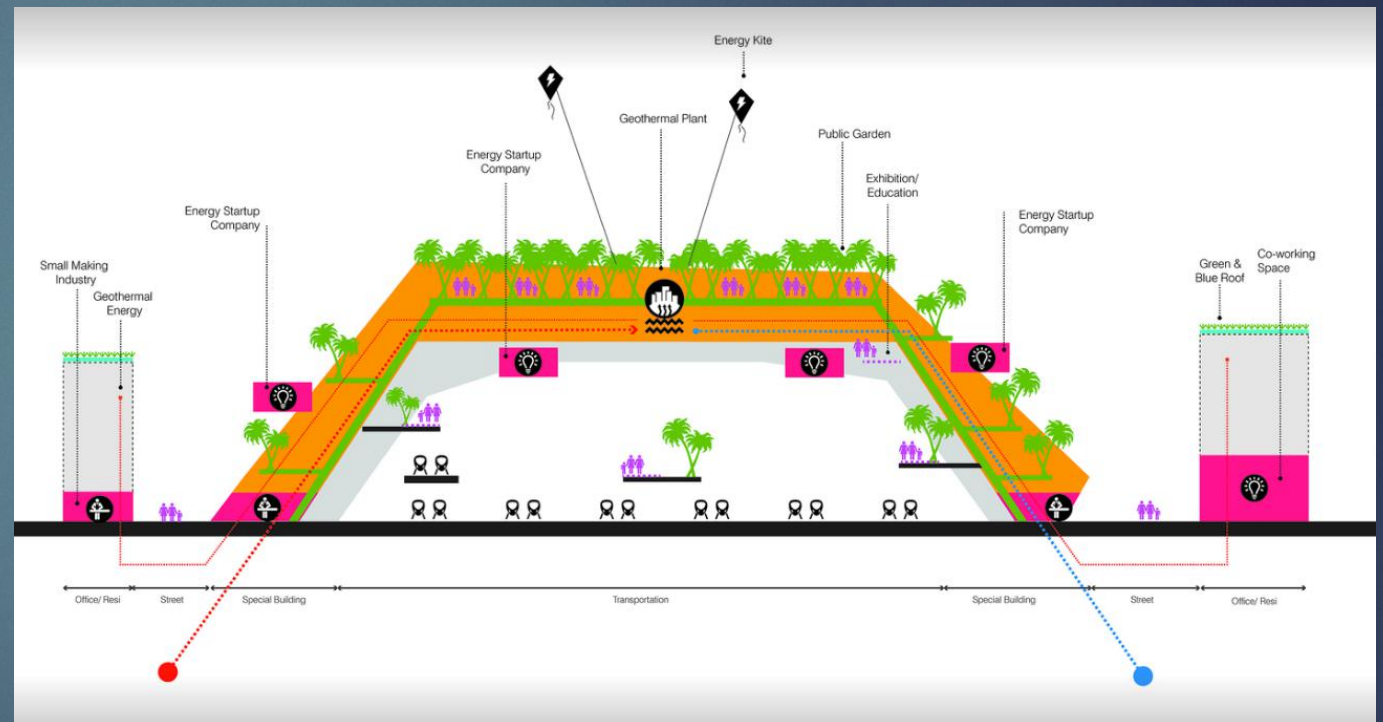 Energy Kite
Geothermal Plant
Public Garden
Energy Startup
Company
Exhibition/
Education
Energy Startup
Company
Energy Startup
Company
Small Making
Industry
Geothermal
Energy
Green &
Blue Roof
Co-working
Space
Office/ Resi
Street
Special Building
Transportation
Special Building
Street
Office/ Resi